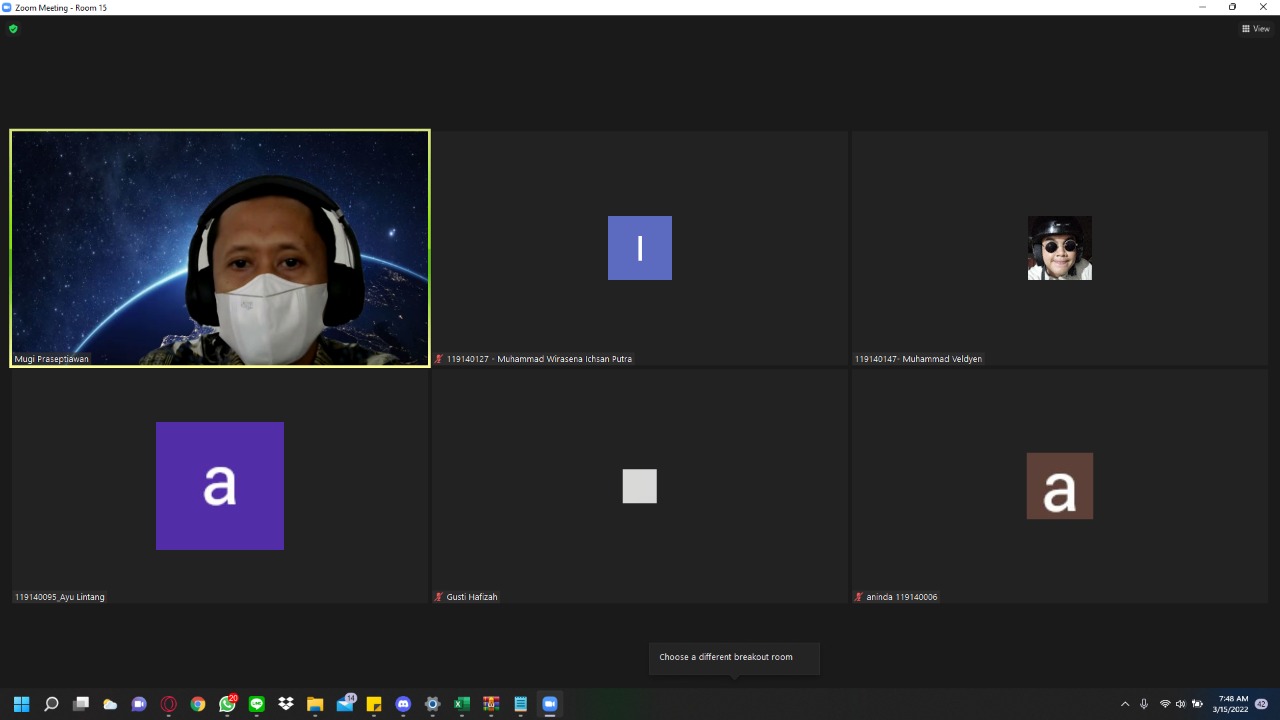 Zoom Meeting - Room 15
View
Mugi Praseptiawan
I
119140127 - Muhammad Wirasena Ichsan Putra
119140147- Muhammad Veldyen
a
119140095_Ayu Lintang
Gusti Hafizah
a
aninda 119140006
Choose a different breakout room
20
LINE
14
7:48 AM
3/15/2022
42